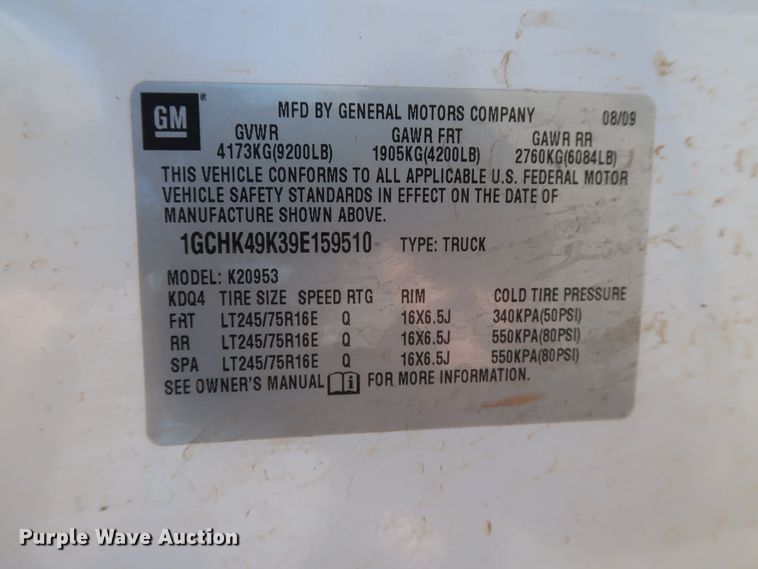 GM ®
MFD BY GENERAL MOTORS COMPANY 08/09
GVWR GAWR FRT GAWR RR
4173KG(9200LB) 1905KG(4200LB) 2760KG(6084LB)
THIS VEHICLE CONFORMS TO ALL APPLICABLE U.S. FEDERAL MOTOR
VEHICLE SAFETY STANDARDS IN EFFECT ON THE DATE OF
MANUFACTURE SHOWN ABOVE.
1GCHK49K39E159510 TYPE: TRUCK
MODEL: K20953
KDQ4 TIRE SIZE SPEED RTG RIM COLD TIRE PRESSURE
FRT LT245/75R16E Q 16X6.5J 340KPA(50PSI)
RR LT245/75R16E Q 16X6.5J 550KPA(80PSI)
SPA LT245/75R16E Q 16X6.5J 550KPA(80PSI)
SEE OWNER'S MANUAL i FOR MORE INFORMATION.
Purple Wave Auction